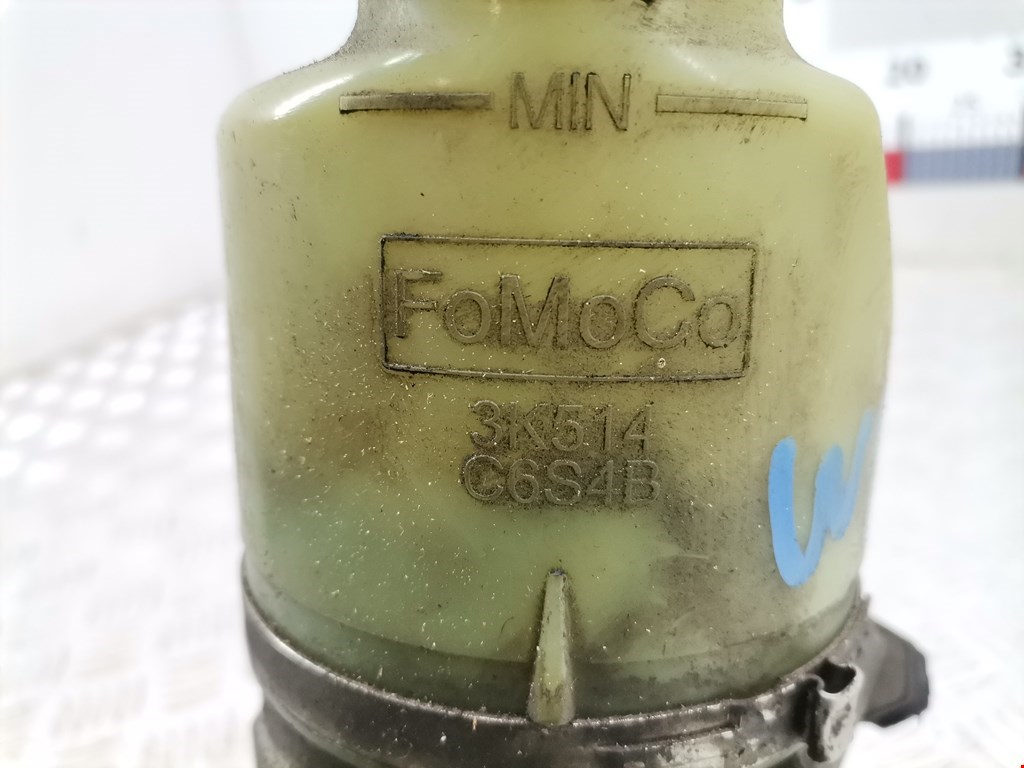 MIN
FoMoCo
3K514
C6S4B
W